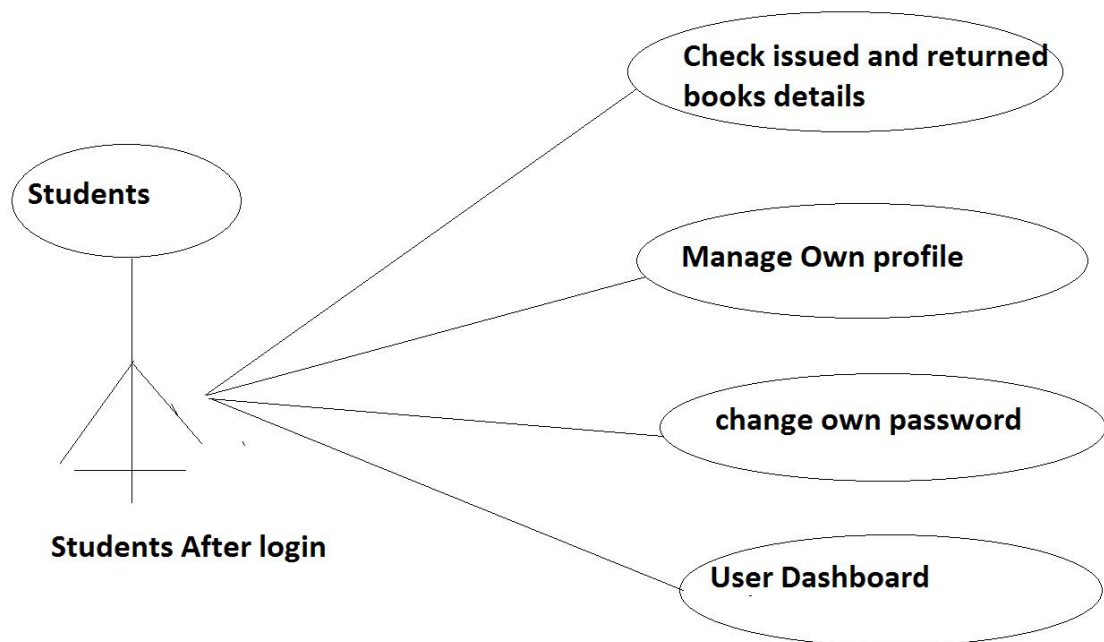 Check issued and returned
books details
Students
Manage Own profile
change own password
Students After login
User Dashboard